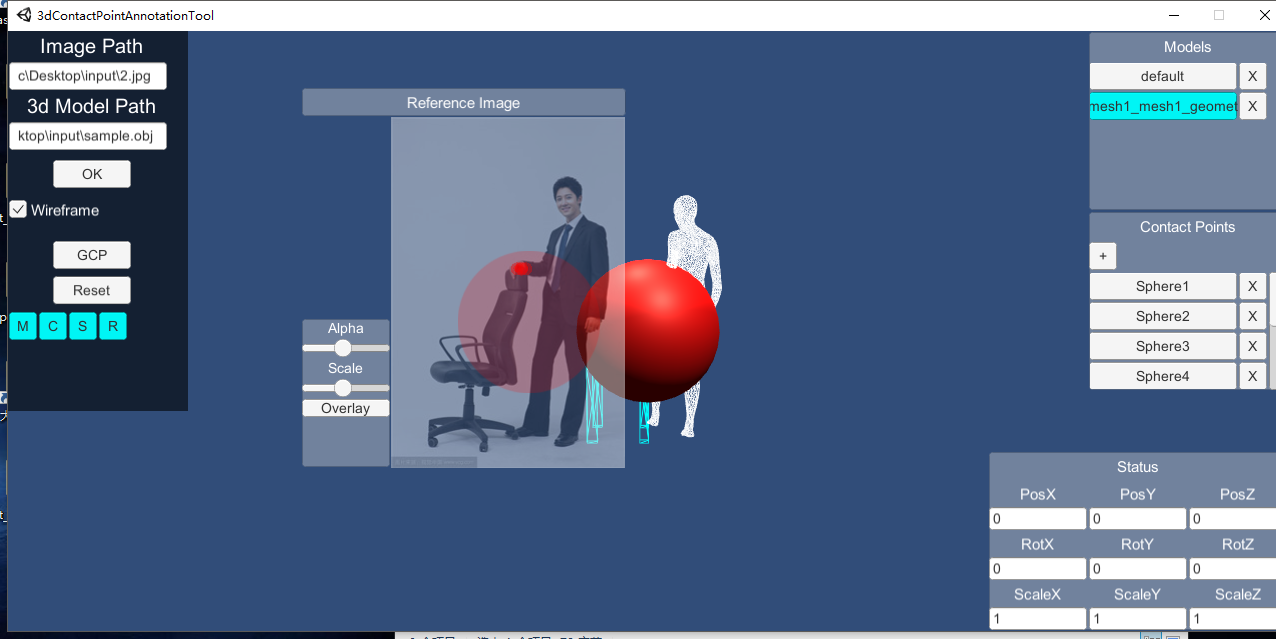 3dContactPointAnnotationTool
Image Path
c\Desktop\input\2.jpg
3d Model Path
ktop\input\sample.obj
OK
Wireframe
GCP
Reset
M C S R
Reference Image
Alpha
Scale
Overlay
Models
default X
mesh1_mesh1_geomet X
Contact Points
+
Sphere1 X
Sphere2 X
Sphere3 X
Sphere4 X
Status
PosX PosY PosZ
0 0 0
RotX RotY RotZ
0 0 0
ScaleX ScaleY ScaleZ
1 1 1